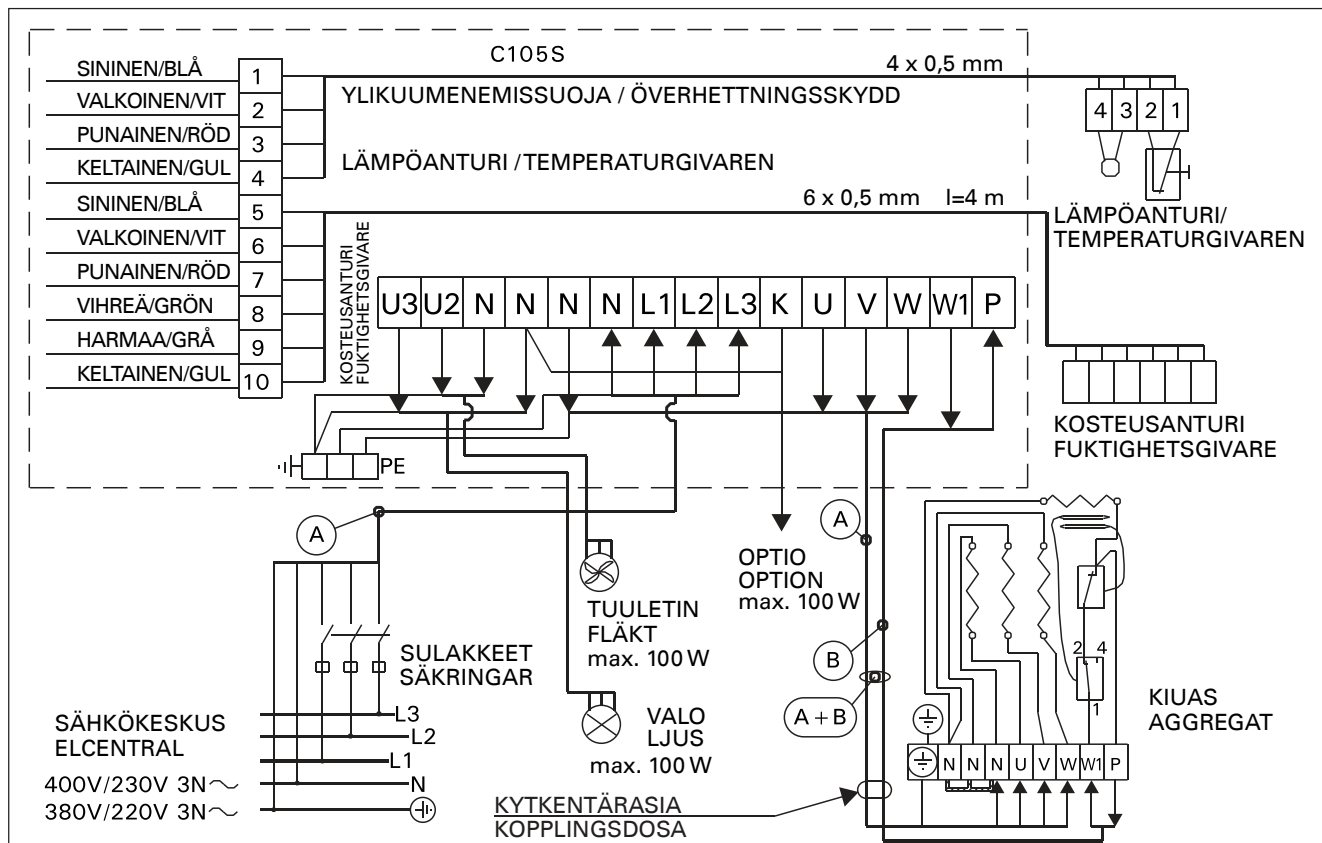 C105S
SININEN/BLÅ 1
VALKOINEN/VIT 2
PUNAINEN/RÖD 3
KELTAINEN/GUL 4
SININEN/BLÅ 5
VALKOINEN/VIT 6
PUNAINEN/RÖD 7
VIHREÄ/GRÖN 8
HARMAA/GRÅ 9
KELTAINEN/GUL 10
4 x 0,5 mm
YLIKUUMENEMISSUOJA / ÖVERHETTNINGSSKYDD
LÄMPÖANTURI / TEMPERATURGIVAREN
4 3 2 1
LÄMPÖANTURI/
TEMPERATURGIVAREN
6 x 0,5 mm l=4 m
KOSTEUSANTURI
FUKTIGHETSGIVARE
U3 U2 N N N N L1 L2 L3 K U V W W1 P
KOSTEUSANTURI
FUKTIGHETSGIVARE
PE
A
A
OPTIO
OPTION
max. 100 W
TUULETIN
FLÄKT
max. 100 W
B
A + B
2 4
1
SULAKKEET
SÄKRINGAR
KIUAS
AGGREGAT
VALO
LJUS
max. 100 W
SÄHKÖKESKUS
ELCENTRAL
L3
L2
L1
400V/230V 3N~ N
380V/220V 3N~
N N N U V W W1 P
KYTKENTÄRASIA
KOPPLINGSDOSA